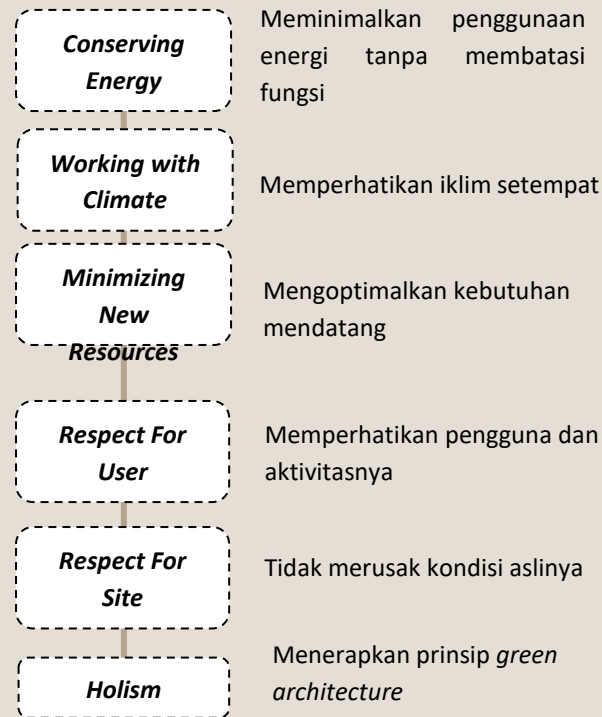 Conserving
Energy
Meminimalkan penggunaan
energi tanpa membatasi
fungsi
Working with
Climate
Memperhatikan iklim setempat
Minimizing
New
Resources
Mengoptimalkan kebutuhan
mendatang
Respect For
User
Memperhatikan pengguna dan
aktivitasnya
Respect For
Site
Tidak merusak kondisi aslinya
Holism
Menerapkan prinsip green
architecture